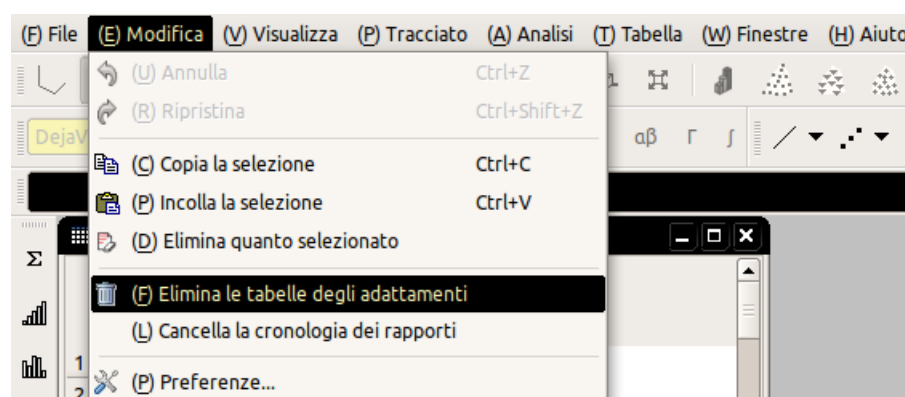 (F) File (E) Modifica (V) Visualizza (P) Tracciato (A) Analisi (T) Tabella (W) Finestre (H) Aiuto
(U) Annulla Ctrl+Z
(R) Ripristina Ctrl+Shift+Z
αβ Γ ∫
(C) Copia la selezione Ctrl+C
(P) Incolla la selezione Ctrl+V
(D) Elimina quanto selezionato
Σ
(F) Elimina le tabelle degli adattamenti
(L) Cancella la cronologia dei rapporti
1
(P) Preferenze...
2